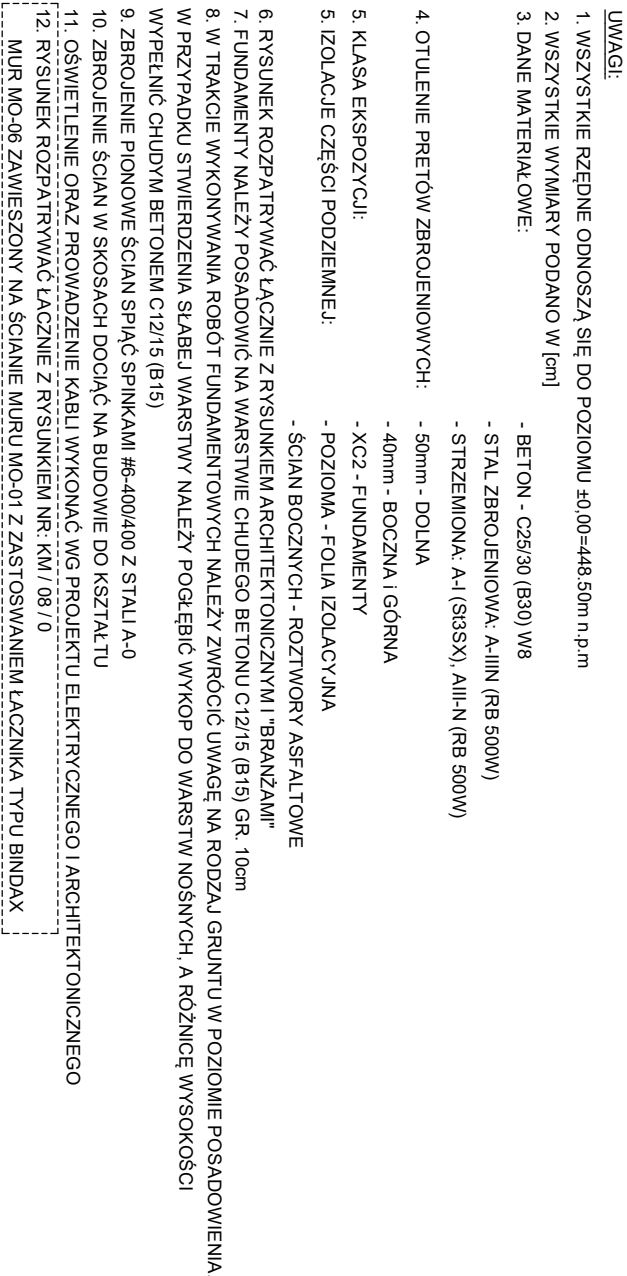 UWAGI:
1. WSZYSTKIE RZĘDNE ODNOSZĄ SIĘ DO POZIOMU ±0,00=448.50m n.p.m
2. WSZYSTKIE WYMIARY PODANO W [cm]
3. DANE MATERIAŁOWE: - BETON - C25/30 (B30) W8
- STAL ZBROJENIOWA: A-IIIN (RB 500W)
- STRZEMIONA: A-I (St3SX), AIII-N (RB 500W)
4. OTULENIE PRETÓW ZBROJENIOWYCH: - 50mm - DOLNA
- 40mm - BOCZNA i GÓRNA
5. KLASA EKSPOZYCJI: - XC2 - FUNDAMENTY
5. IZOLACJE CZĘŚCI PODZIEMNEJ: - POZIOMA - FOLIA IZOLACYJNA
- ŚCIAN BOCZNYCH - ROZTWORY ASFALTOWE
6. RYSUNEK ROZPATRYWAĆ ŁĄCZNIE Z RYSUNKIEM ARCHITEKTONICZNYM I "BRANŻAMI"
7. FUNDAMENTY NALEŻY POSADOWIĆ NA WARSTWIE CHUDEGO BETONU C12/15 (B15) GR. 10cm
8. W TRAKCIE WYKONYWANIA ROBÓT FUNDAMENTOWYCH NALEŻY ZWRÓCIĆ UWAGĘ NA RODZAJ GRUNTU W POZIOMIE POSADOWIENIA.
W PRZYPADKU STWIERDZENIA SŁABEJ WARSTWY NALEŻY POGŁĘBIĆ WYKOP DO WARSTW NOŚNYCH, A RÓŻNICĘ WYSOKOŚCI
WYPEŁNIĆ CHUDYM BETONEM C12/15 (B15)
9. ZBROJENIE PIONOWE ŚCIAN SPIĄĆ SPINKAMI #6-400/400 Z STALI A-0
10. ZBROJENIE ŚCIAN W SKOSACH DOCIĄĆ NA BUDOWIE DO KSZTAŁTU
11. OŚWIETLENIE ORAZ PROWADZENIE KABLI WYKONAĆ WG PROJEKTU ELEKTRYCZNEGO I ARCHITEKTONICZNEGO
12. RYSUNEK ROZPATRYWAĆ ŁACZNIE Z RYSUNKIEM NR: KM / 08 / 0
MUR MO-06 ZAWIESZONY NA ŚCIANIE MURU MO-01 Z ZASTOSWANIEM ŁACZNIKA TYPU BINDAX